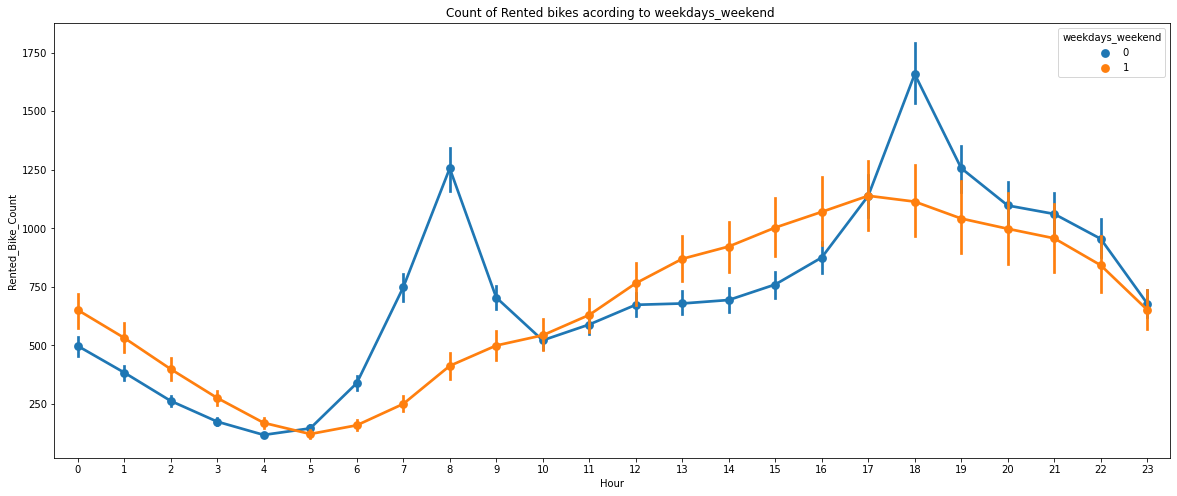 Count of Rented bikes acording to weekdays_weekend
weekdays_weekend
0
1
Rented_Bike_Count
1750
1500
1250
1000
750
500
250
0 1 2 3 4 5 6 7 8 9 10 11 12 13 14 15 16 17 18 19 20 21 22 23
Hour